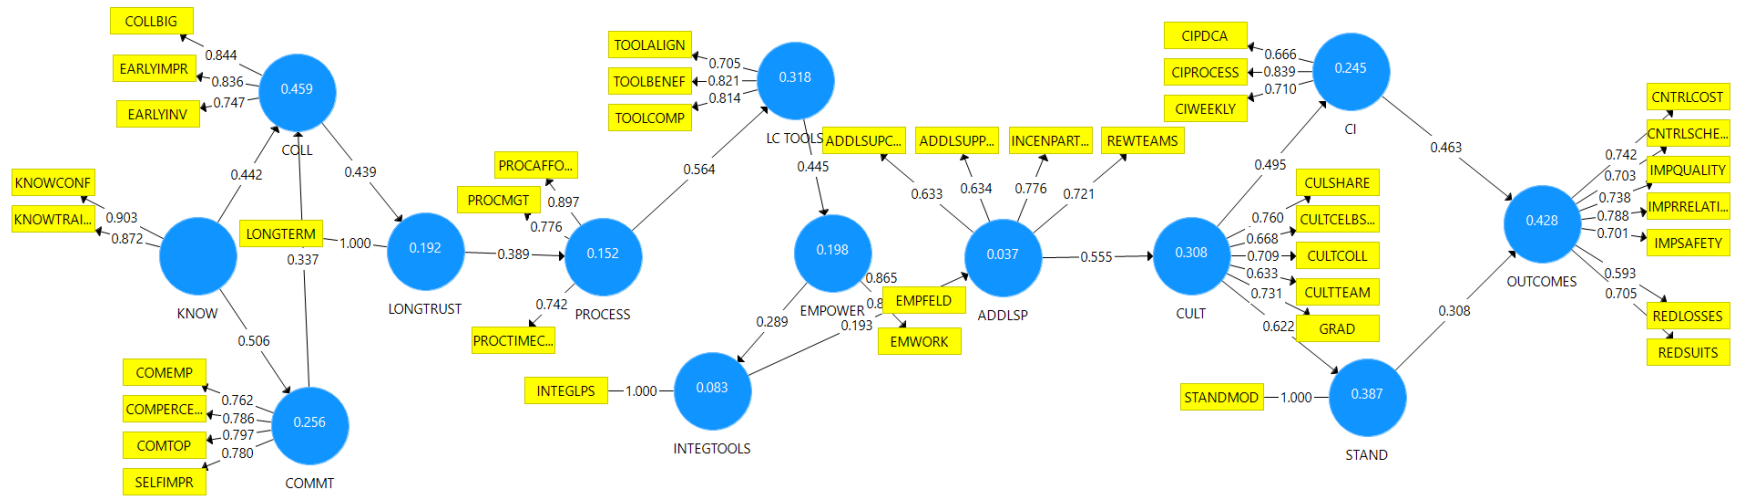 COLLBIG
EARLYIMPR
EARLYINV
0.844
0.836
0.747
0.459
COLL
0.442
0.439
KNOWCONF
KNOWTRAI...
0.903
0.872
KNOW
0.506
LONGTERM
1.000
0.337
0.192
LONGTRUST
COMEMP
COMPERCE...
COMTOP
SELFIMPR
0.762
0.786
0.797
0.780
0.256
COMMT
0.389
PROCAFFO...
PROCMGT
0.897
0.776
0.152
PROCESS
0.742
PROCTIMEC...
0.564
TOOLALIGN
TOOLBENEF
TOOLCOMP
0.705
0.821
0.814
0.318
LC TOOLS
0.445
0.198
EMPOWER
0.865
EMPFELD
EMWORK
0.289
0.193
INTEGLPS
1.000
0.083
INTEGTOOLS
ADDLSUPC...
ADDLSUPP...
INCENPART...
REWTEAMS
0.633
0.634
0.776
0.721
0.037
ADDLSP
0.555
0.308
CULT
CULSHARE
CULTCELBS...
CULTCOLL
CULTTEAM
GRAD
0.760
0.668
0.709
0.633
0.731
0.622
0.495
CIPDCA
CIPROCESS
CIWEEKLY
0.666
0.839
0.710
0.245
CI
0.463
STANDMOD
1.000
0.387
STAND
0.308
0.428
OUTCOMES
CNTRLCOST
CNTRLSCHE...
IMPQUALITY
IMPRRELATI...
IMPSAFETY
REDLOSSES
REDSUITS
0.742
0.703
0.738
0.788
0.701
0.593
0.705